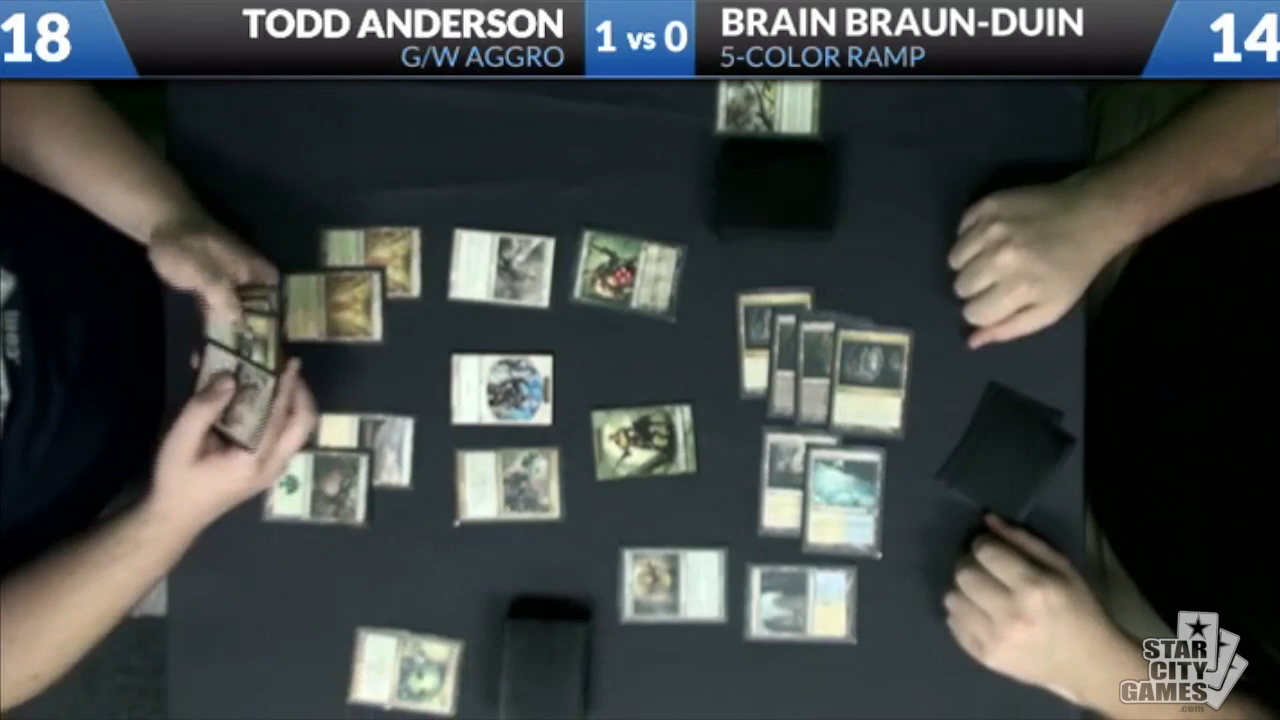 18
TODD ANDERSON
G/W AGGRO
1 vs 0
BRAIN BRAUN-DUIN
5-COLOR RAMP
14
STAR
CITY
GAMES
.com